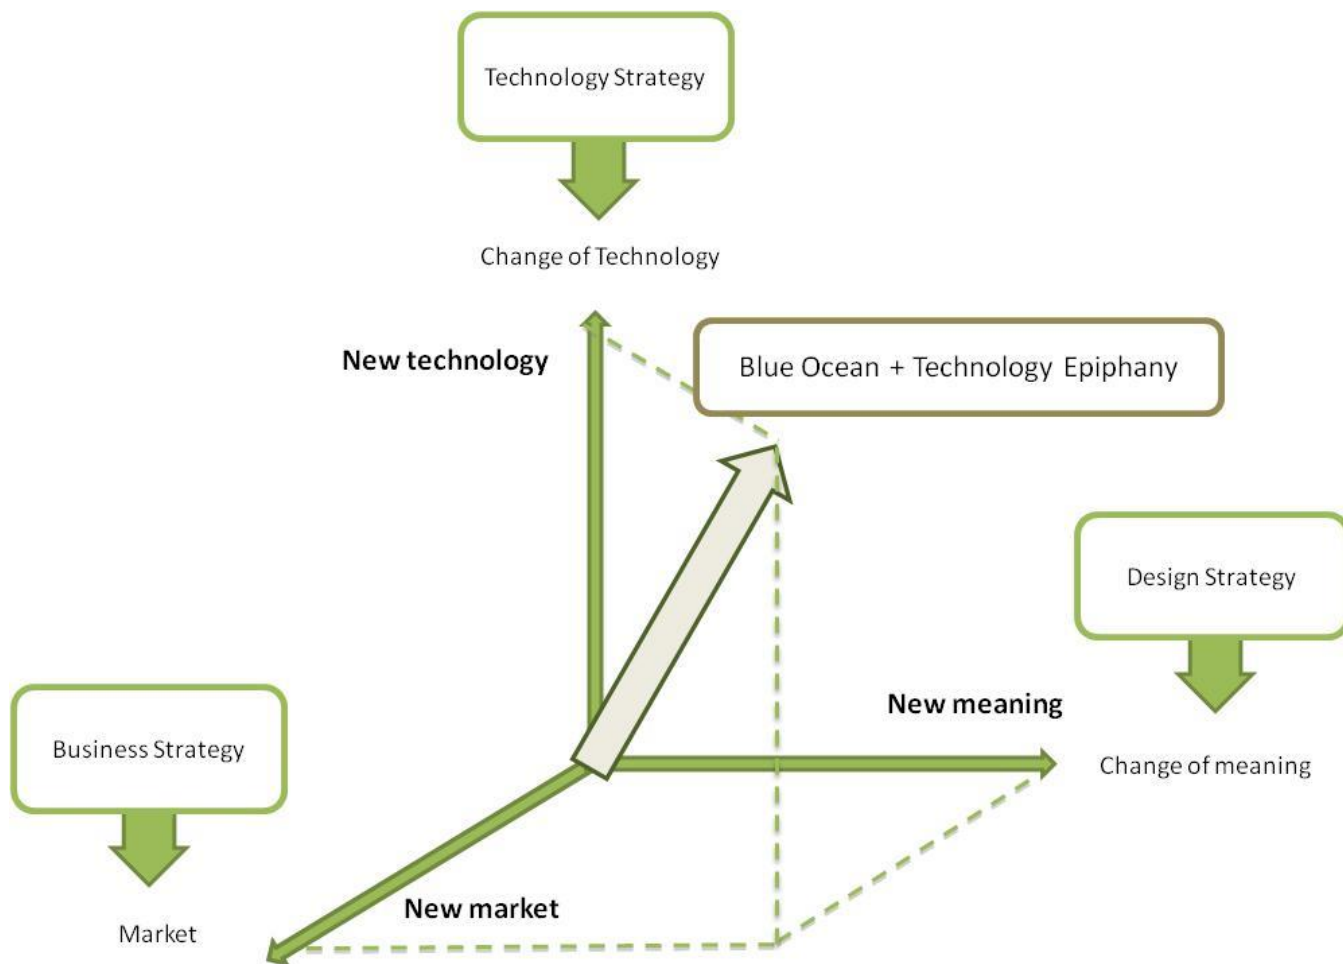 Technology Strategy
Change of Technology
New technology
Blue Ocean + Technology Epiphany
Design Strategy
New meaning
Business Strategy
Change of meaning
New market
Market